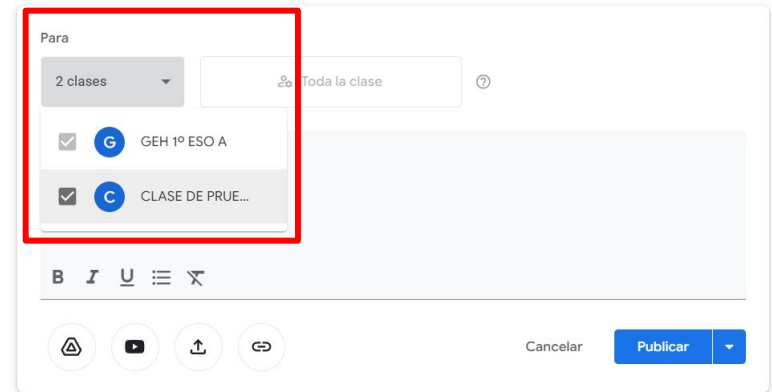 Para
2 clases
Toda la clase
G GEH 1º ESO A
C CLASE DE PRUE...
B I U
Cancelar
Publicar